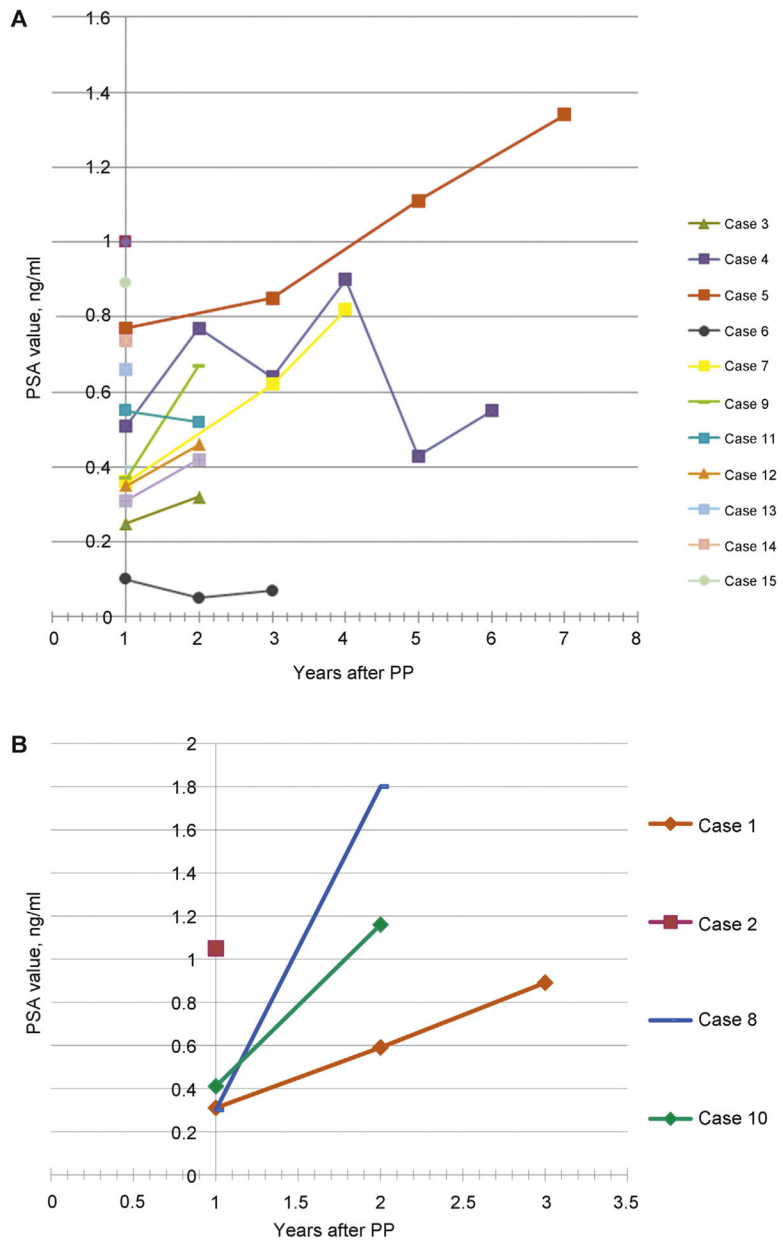 A
1.6
1.4
1.2
1
0.8
0.6
0.4
0.2
0
PSA value, ng/ml
0 1 2 3 4 5 6 7 8
Years after PP
Case 3
Case 4
Case 5
Case 6
Case 7
Case 9
Case 11
Case 12
Case 13
Case 14
Case 15
B
2
1.8
1.6
1.4
1.2
1
0.8
0.6
0.4
0.2
0
PSA value, ng/ml
0 0.5 1 1.5 2 2.5 3 3.5
Years after PP
Case 1
Case 2
Case 8
Case 10